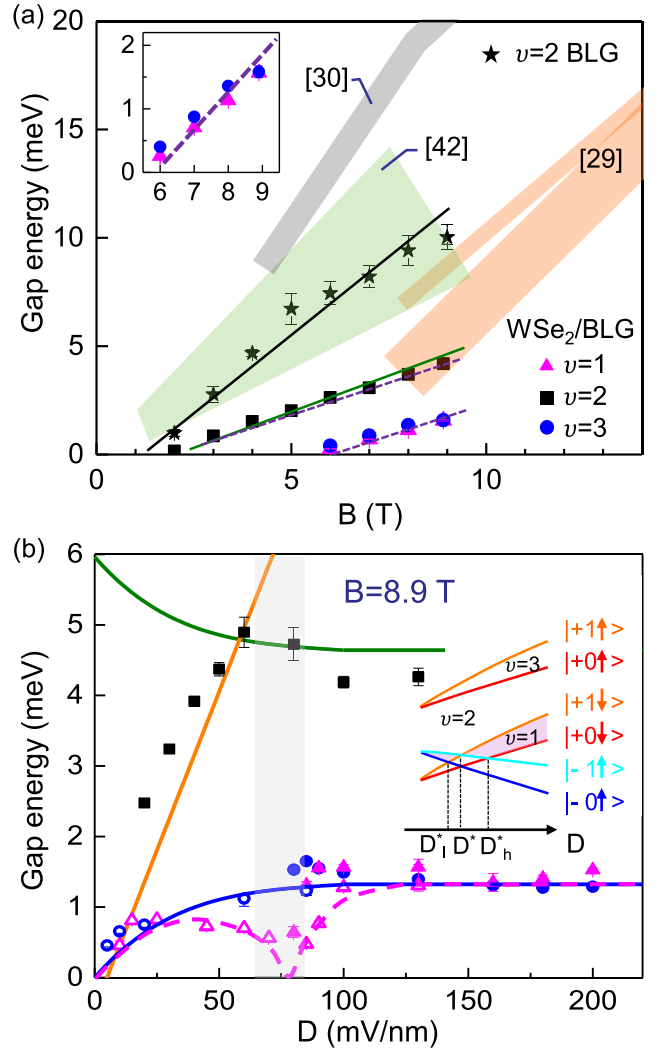 (a)
20
15
10
5
0
Gap energy (meV)
0
5
10
B (T)
2
1
0
6 7 8 9
[30]
[42]
[29]
υ=2 BLG
WSe₂/BLG
υ=1
υ=2
υ=3
(b)
6
5
4
3
2
1
0
Gap energy (meV)
0 50 100 150 200
D (mV/nm)
B=8.9 T
|+1↑>
υ=3
|+0↑>
υ=2
|+1↓>
υ=1
|+0↓>
|- 1↑>
|- 0↑>
D*l D* D*h D